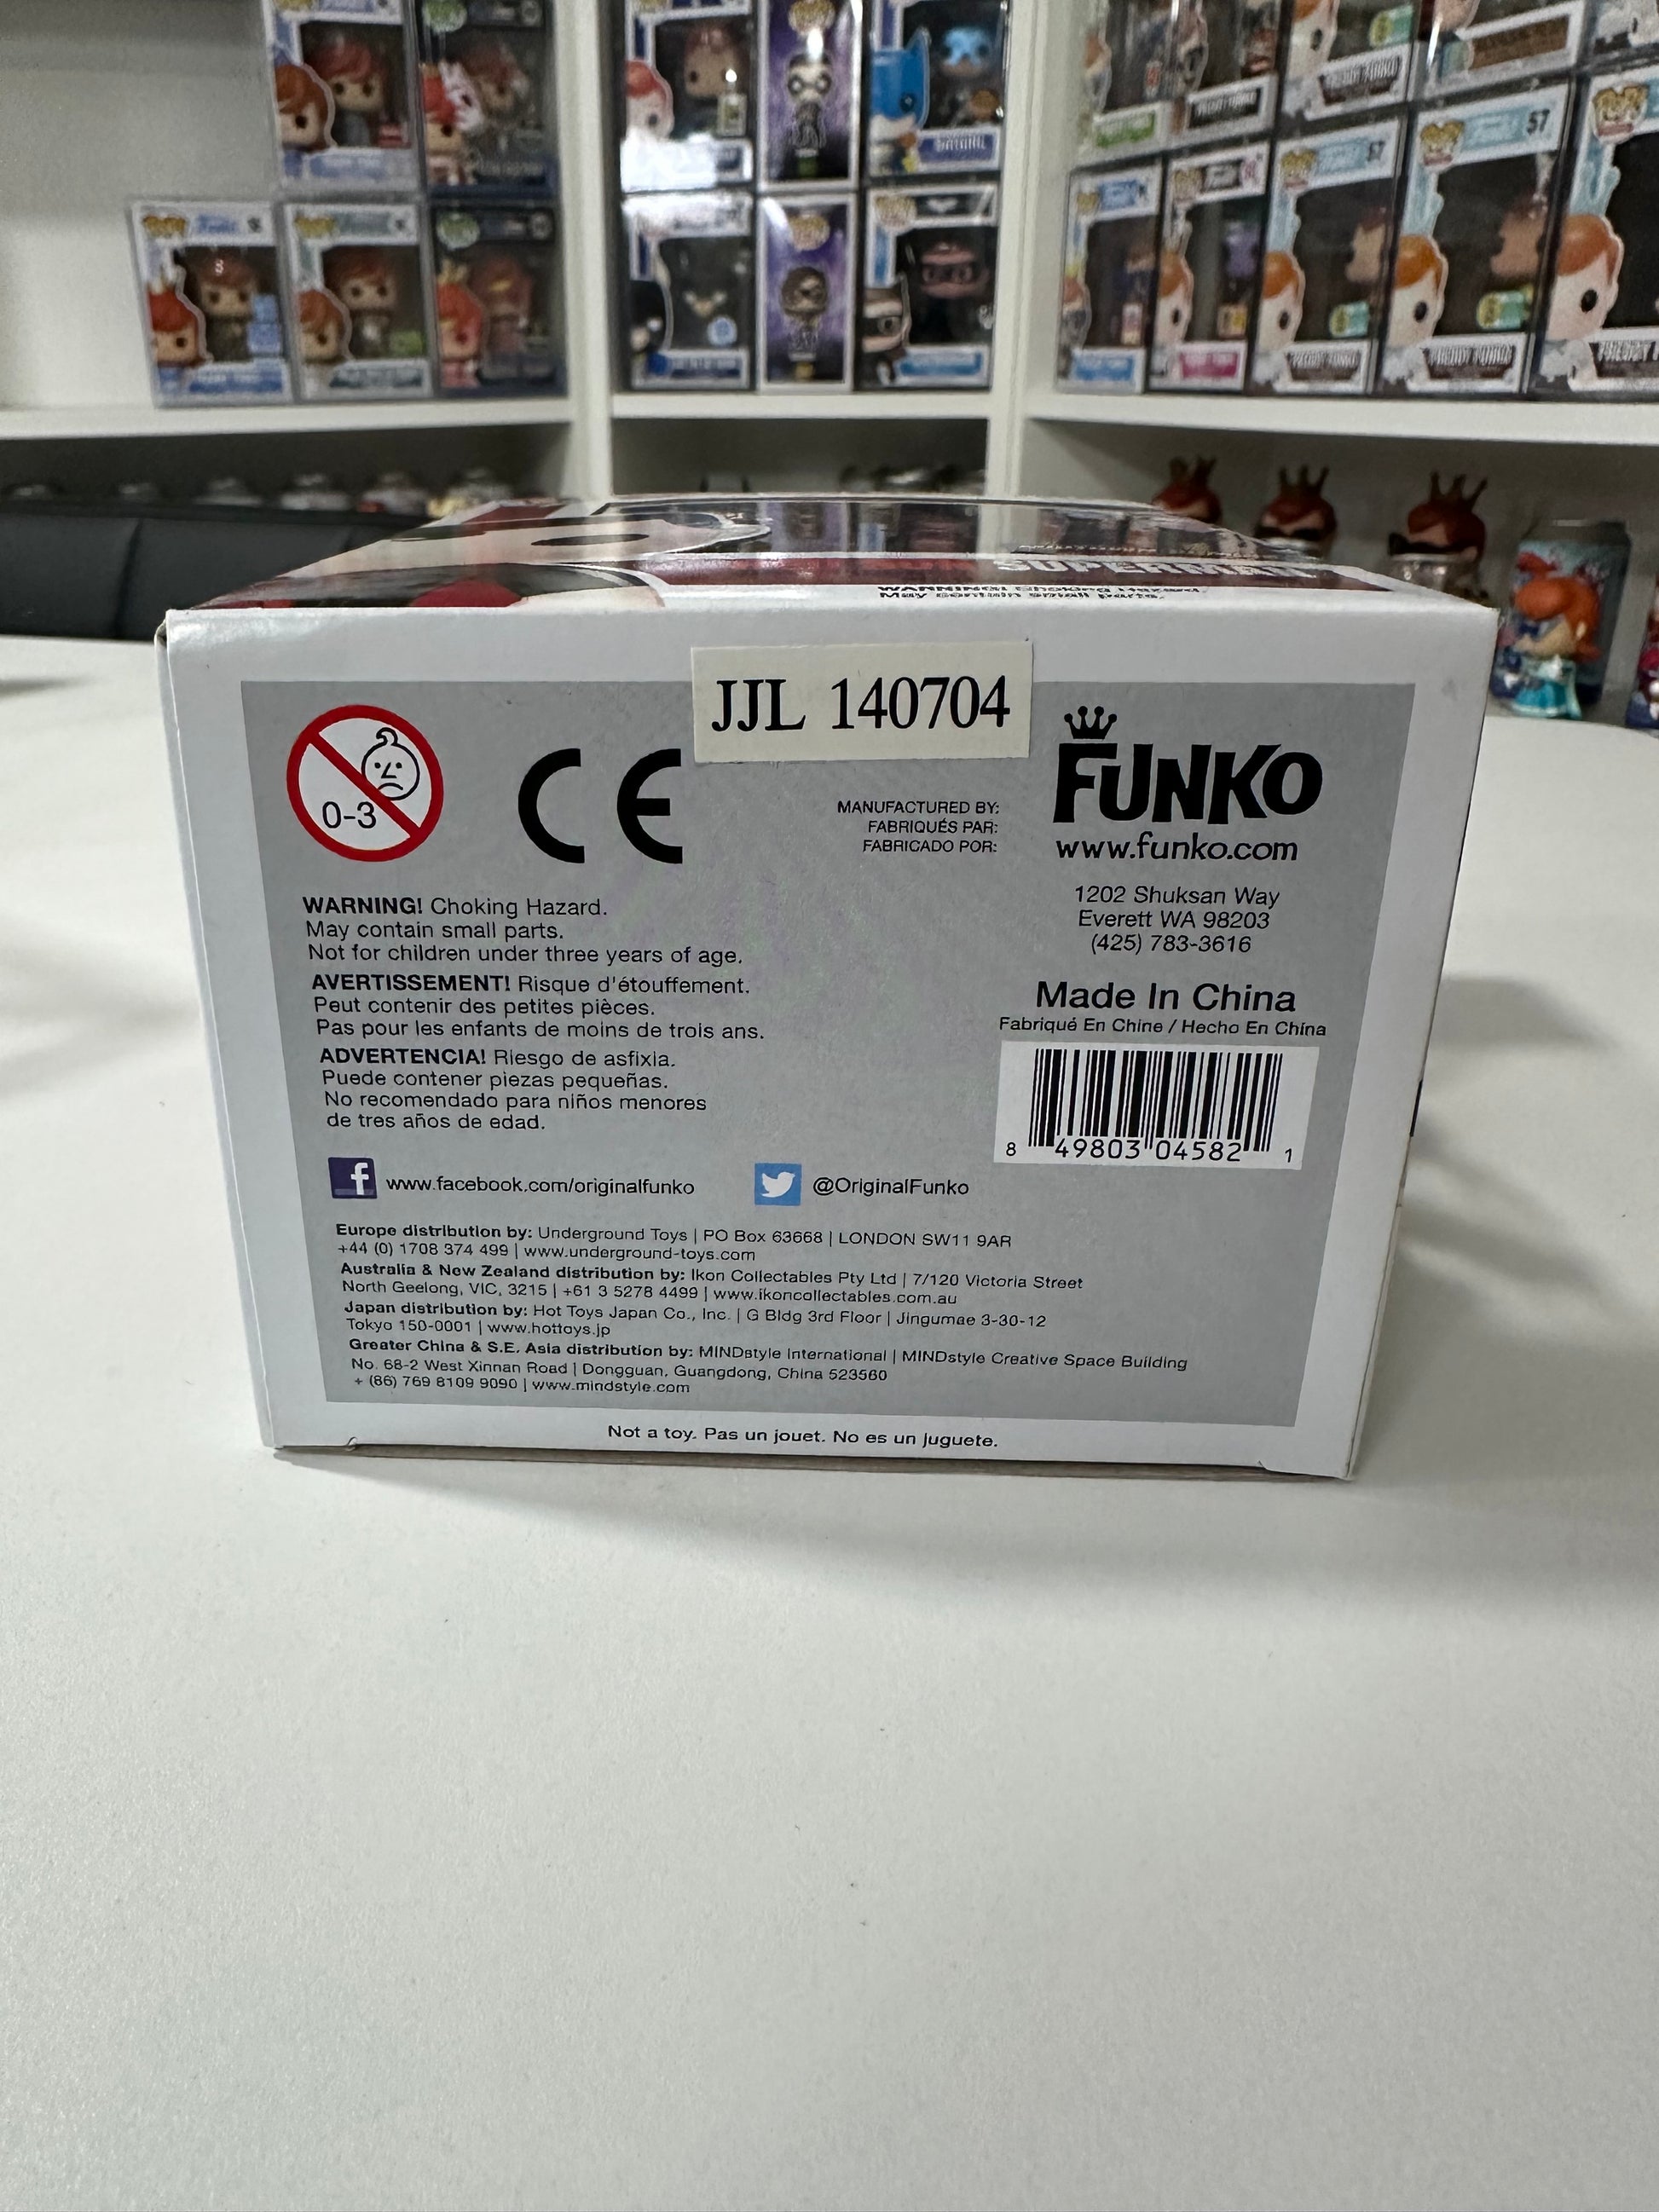 57
SUPERMAN
WARNING! Choking Hazard.
May contain small parts.
JJL 140704
0-3
CE
MANUFACTURED BY:
FABRIQUÉS PAR:
FABRICADO POR:
FUNKO
www.funko.com
1202 Shuksan Way
Everett WA 98203
(425) 783-3616
WARNING! Choking Hazard.
May contain small parts.
Not for children under three years of age.
AVERTISSEMENT! Risque d'étouffement.
Peut contenir des petites pièces.
Pas pour les enfants de moins de trois ans.
ADVERTENCIA! Riesgo de asfixia.
Puede contener piezas pequeñas.
No recomendado para niños menores
de tres años de edad.
Made In China
Fabriqué En Chine / Hecho En China
8 49803 04582 1
f www.facebook.com/originalfunko
@OriginalFunko
Europe distribution by: Underground Toys | PO Box 63668 | LONDON SW11 9AR
+44 (0) 1708 374 499 | www.underground-toys.com
Australia & New Zealand distribution by: Ikon Collectables Pty Ltd | 7/120 Victoria Street
North Geelong, VIC, 3215 | +61 3 5278 4499 | www.ikoncollectables.com.au
Japan distribution by: Hot Toys Japan Co., Inc. | G Bldg 3rd Floor | Jingumae 3-30-12
Tokyo 150-0001 | www.hottoys.jp
Greater China & S.E. Asia distribution by: MINDstyle International | MINDstyle Creative Space Building
No. 68-2 West Xinnan Road | Dongguan, Guangdong, China 523560
+ (86) 769 8109 9090 | www.mindstyle.com
Not a toy. Pas un jouet. No es un juguete.